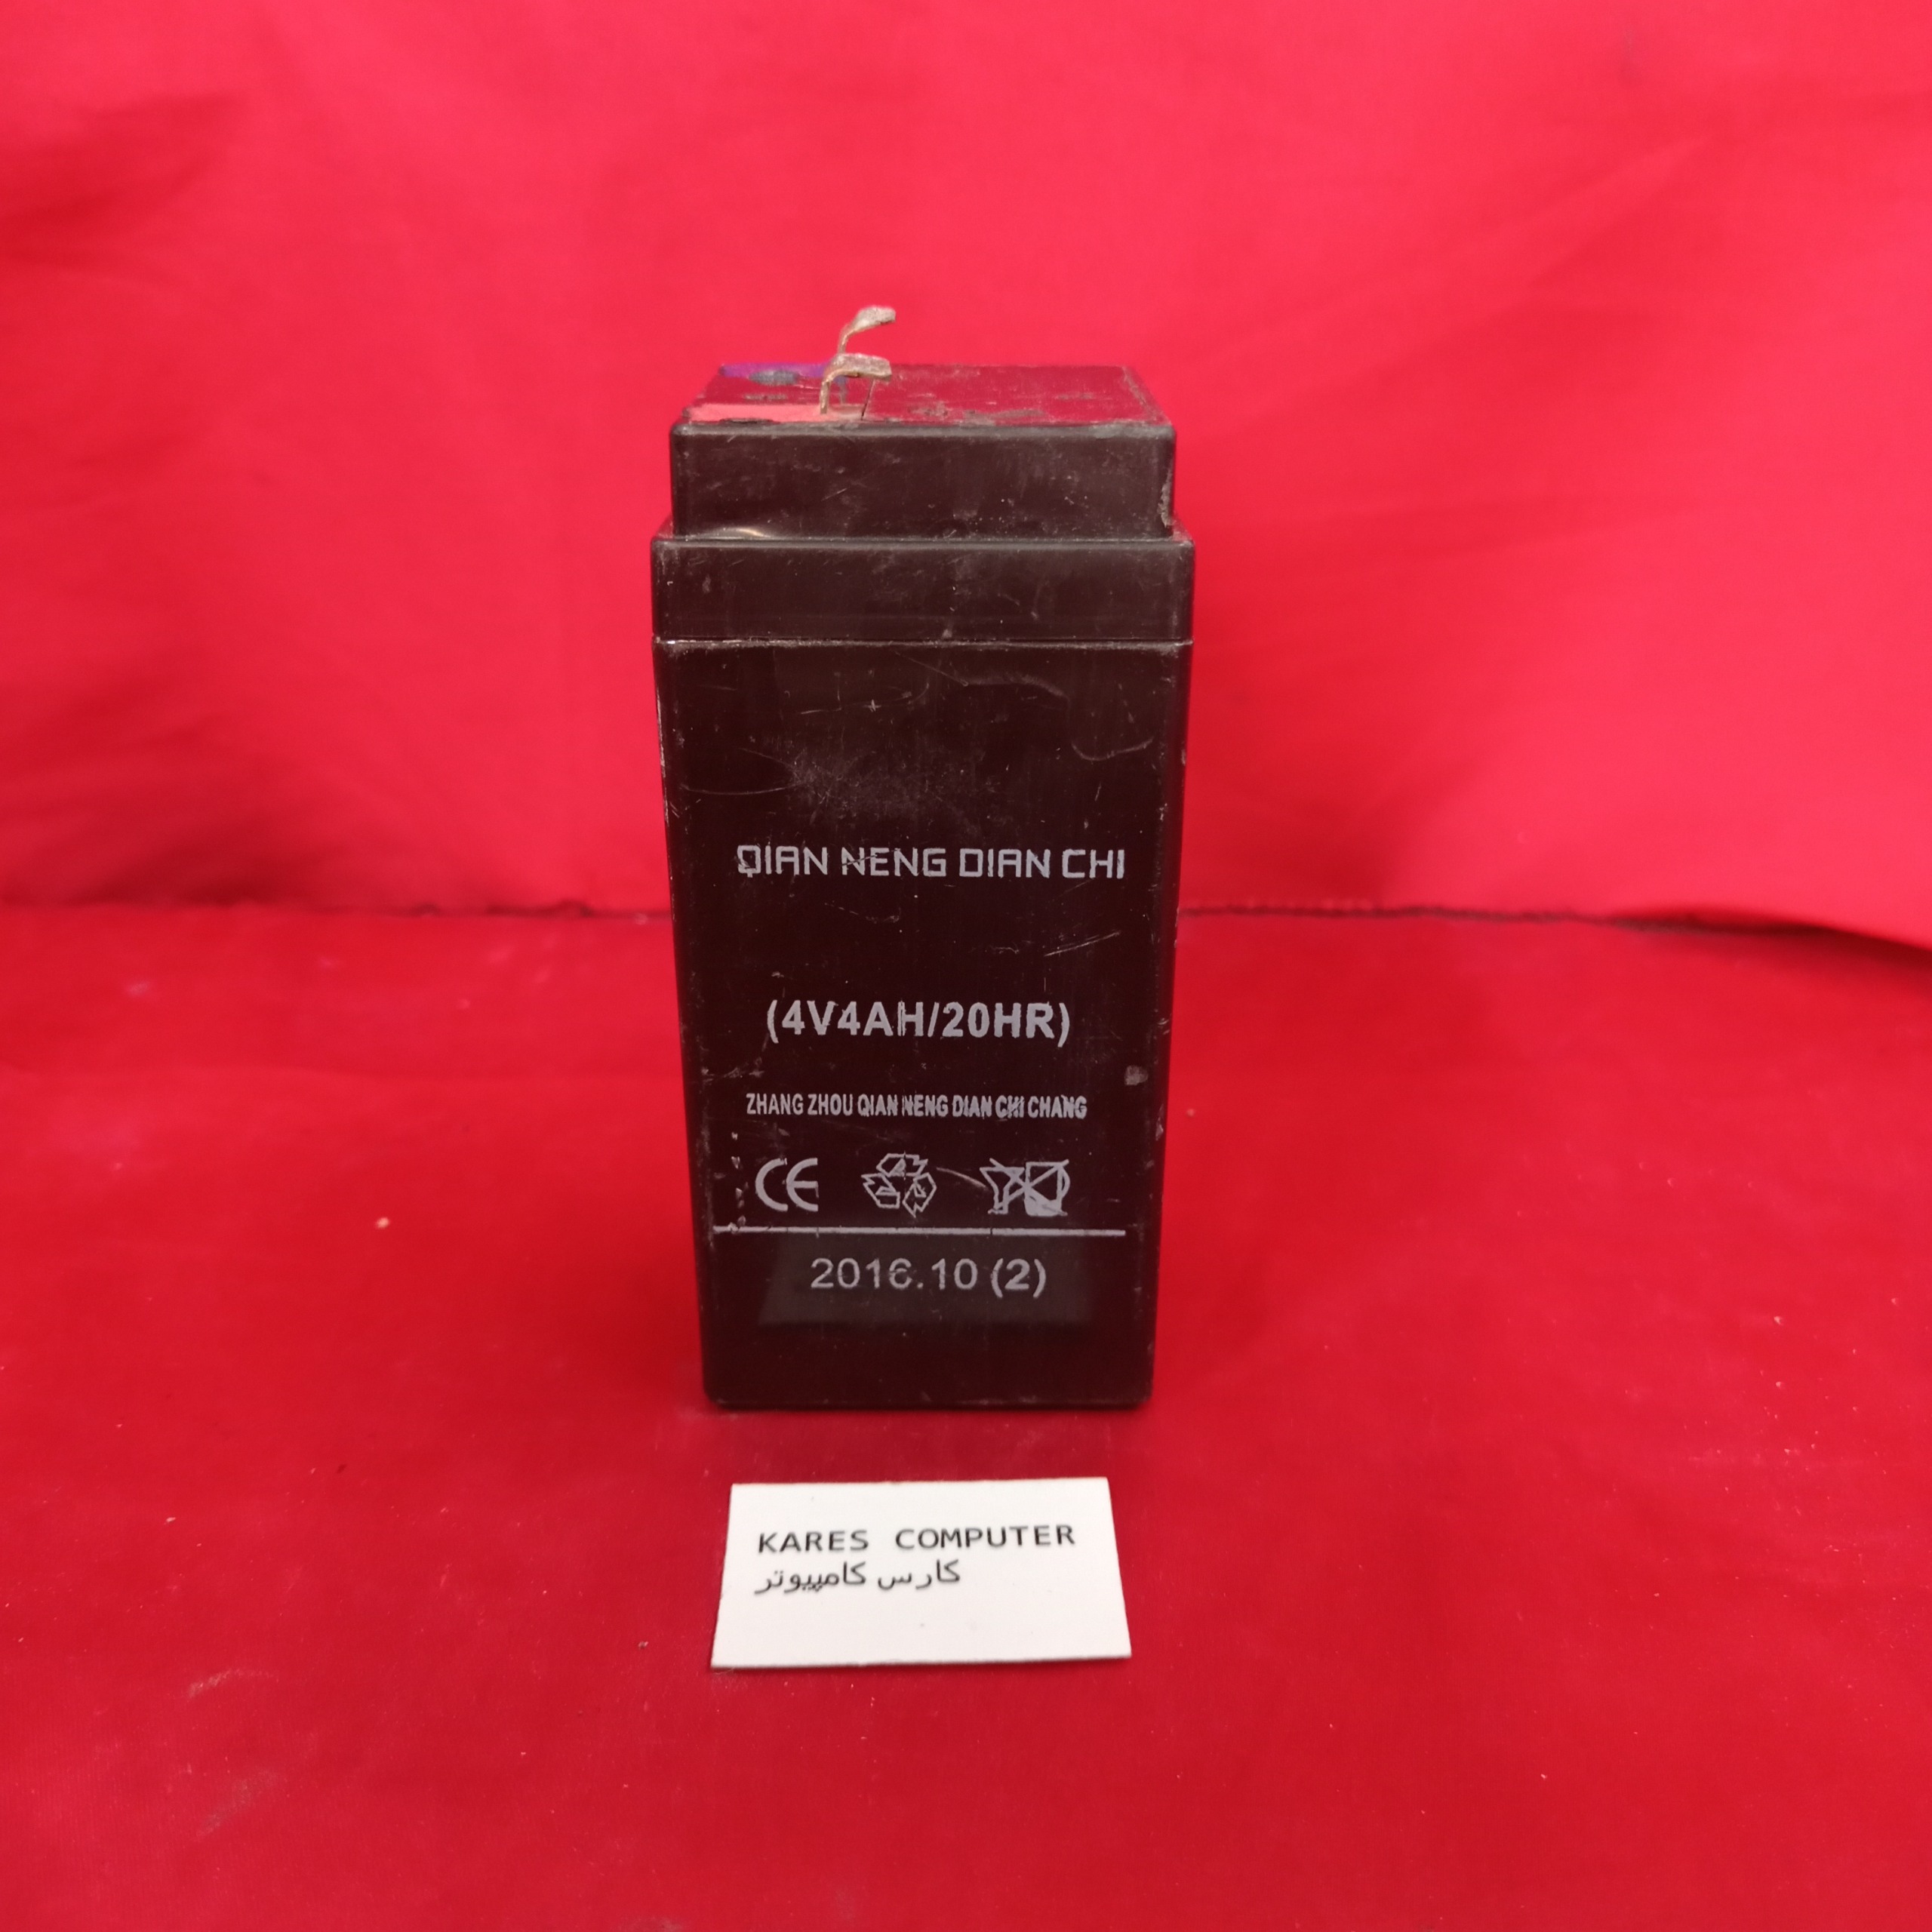 QIAN NENG DIAN CHI
(4V4AH/20HR)
ZHANG ZHOU QIAN NENG DIAN CHI CHANG
CE
2016.10 (2)
KARES COMPUTER
کارس کامپیوتر